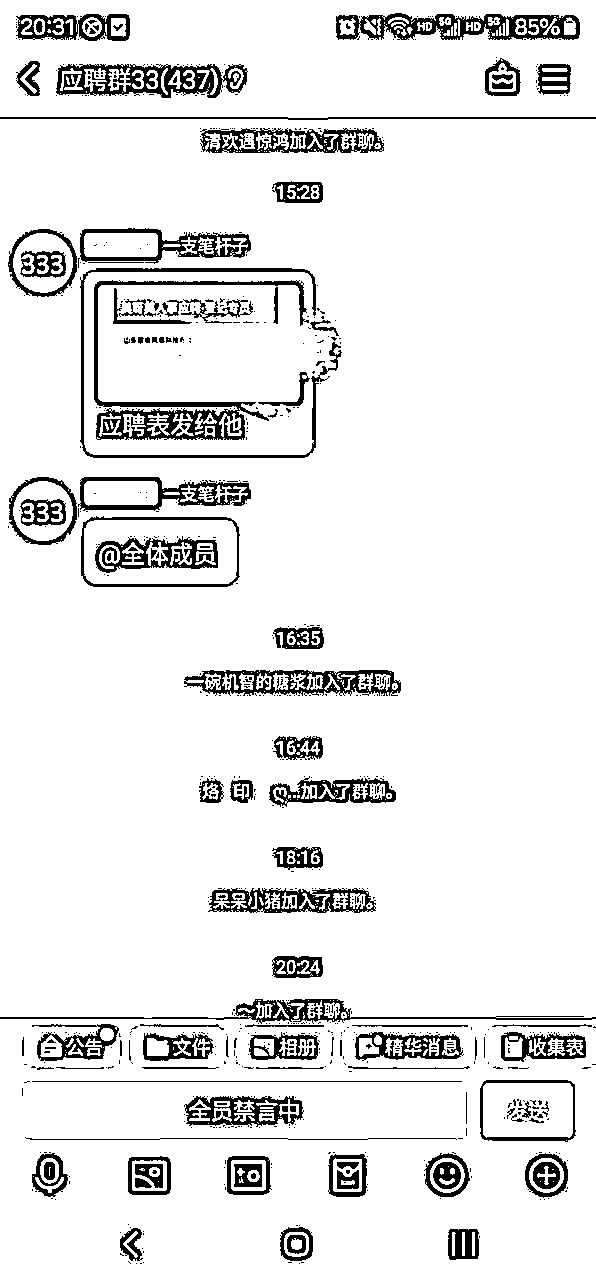 20:31 HD 5G HD 5G 85%
应聘群33(437)
清欢遇惊鸿加入了群聊。
15:28
333
一支笔杆子
应聘表发给他
333
一支笔杆子
@全体成员
16:35
一碗机智的糖浆加入了群聊。
16:44
烙 印 ღ...加入了群聊。
18:16
呆呆小猪加入了群聊。
20:24
～加入了群聊。
公告 文件 相册 精华消息 收集表
全员禁言中 发送